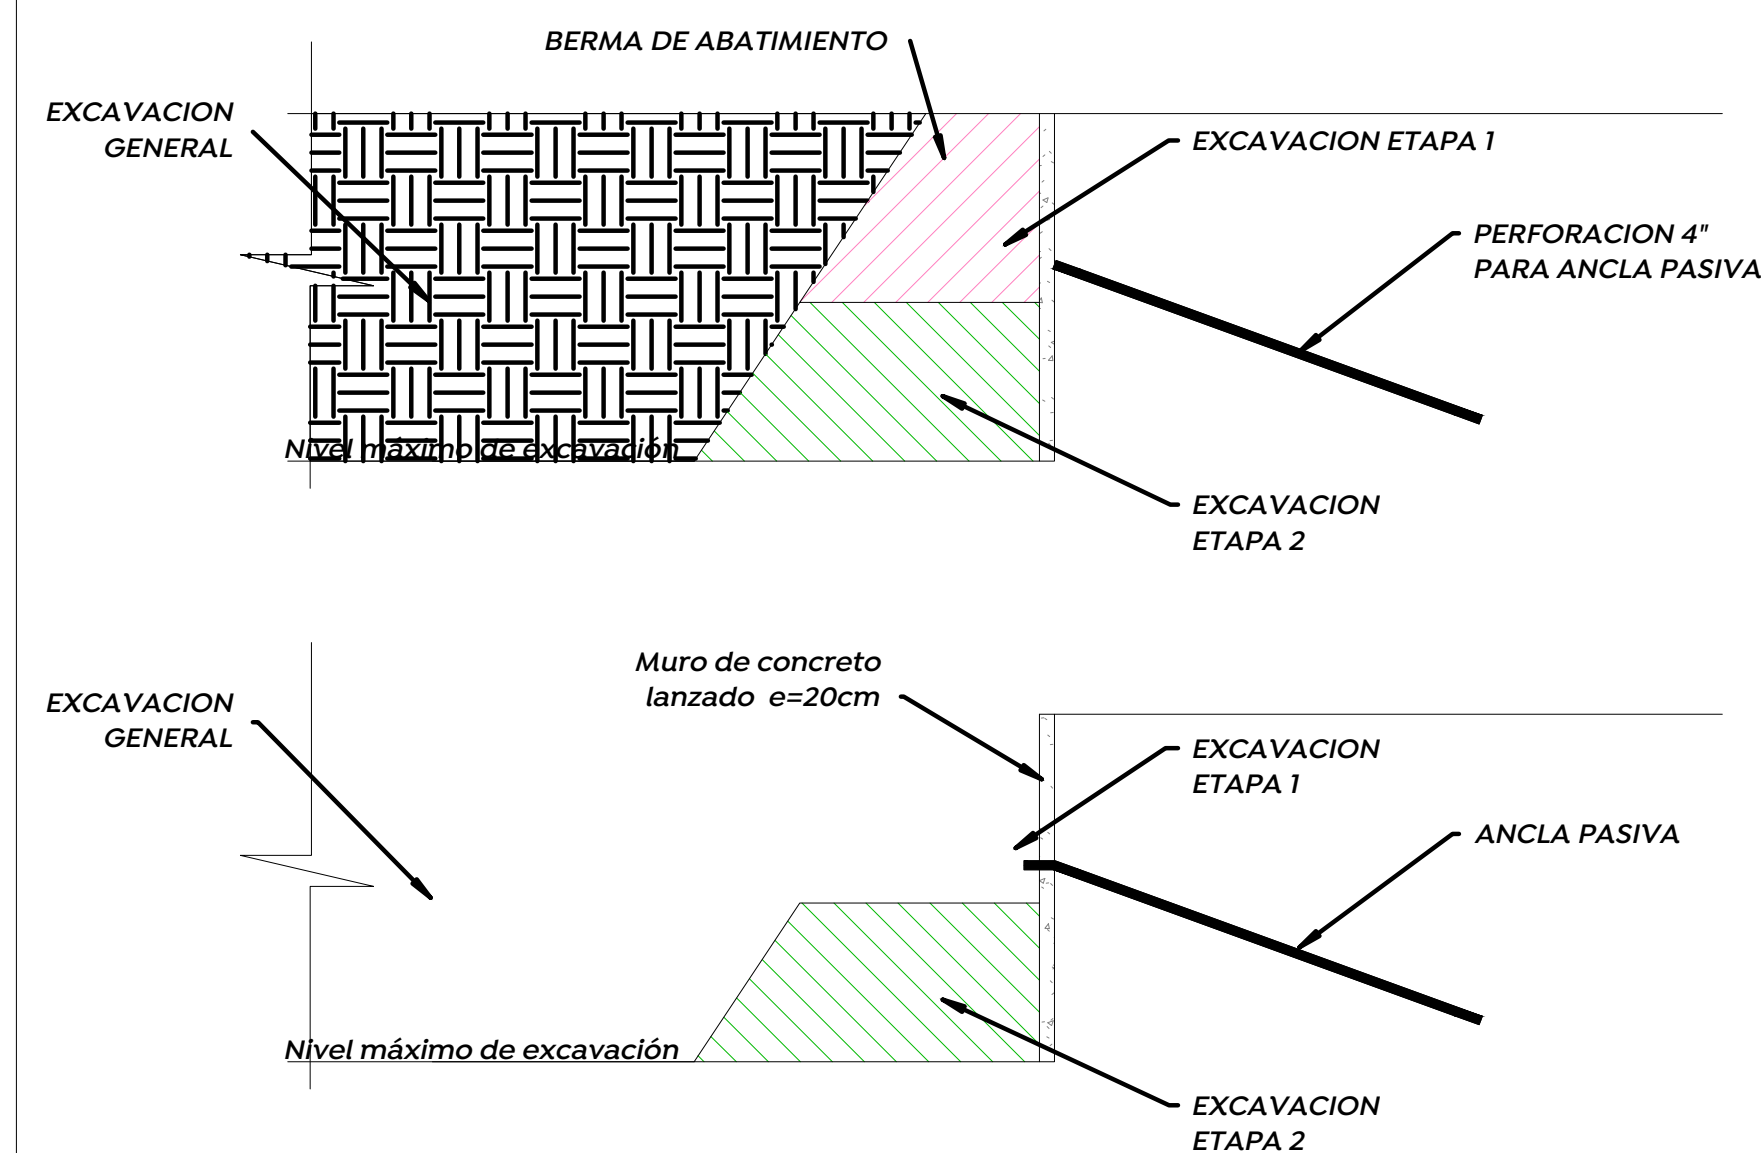 BERMA DE ABATIMIENTO
EXCAVACION
GENERAL
EXCAVACION ETAPA 1
PERFORACION 4"
PARA ANCLA PASIVA
Nivel máximo de excavación
EXCAVACION
ETAPA 2
Muro de concreto
lanzado e=20cm
EXCAVACION
GENERAL
EXCAVACION
ETAPA 1
ANCLA PASIVA
Nivel máximo de excavación
EXCAVACION
ETAPA 2